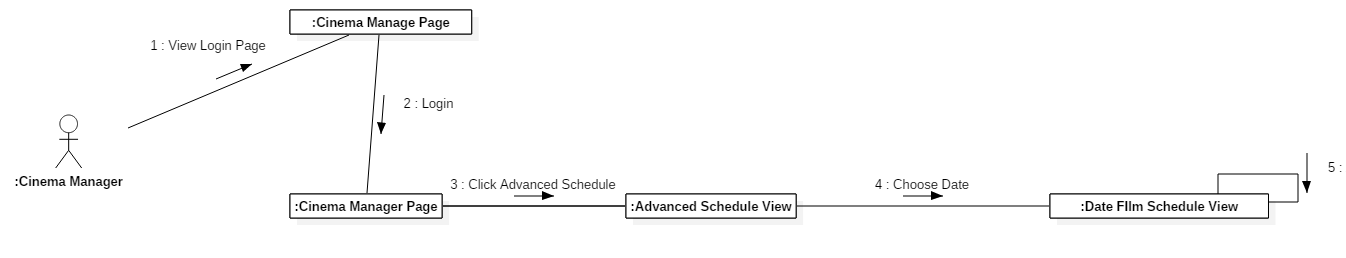 :Cinema Manage Page
1 : View Login Page
2 : Login
:Cinema Manager
3 : Click Advanced Schedule
4 : Choose Date
5 :
:Cinema Manager Page
:Advanced Schedule View
:Date FIlm Schedule View